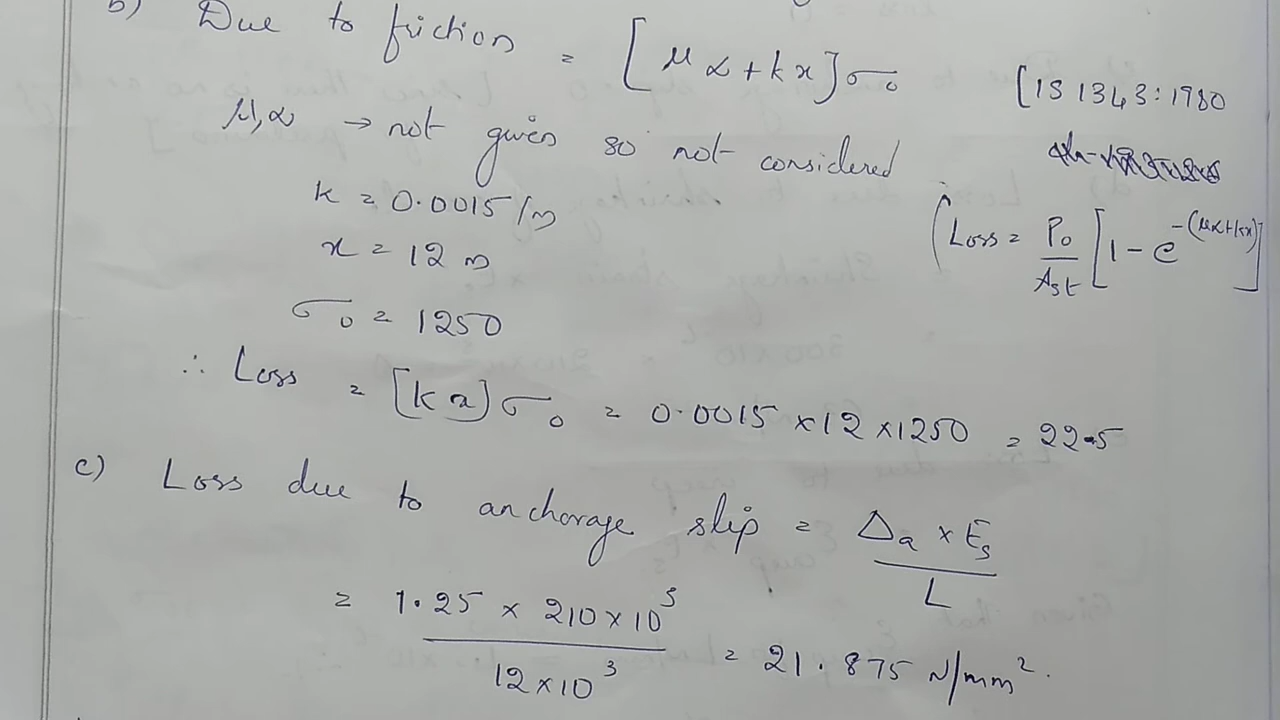 b) Due to friction = [μα + kx]σ₀
[IS 1343:1980
μ,α → not given so not considered
k = 0.0015/m
(Loss = P₀/Ast [1 - e^-(μα+kx)]
x = 12 m
σ₀ = 1250
∴ Loss = [kx]σ₀ = 0.0015 × 12 × 1250 = 22.5
c) Loss due to anchorage slip = Δa × Es / L
= 1.25 × 210 × 10³ / 12 × 10³ = 21.875 N/mm².